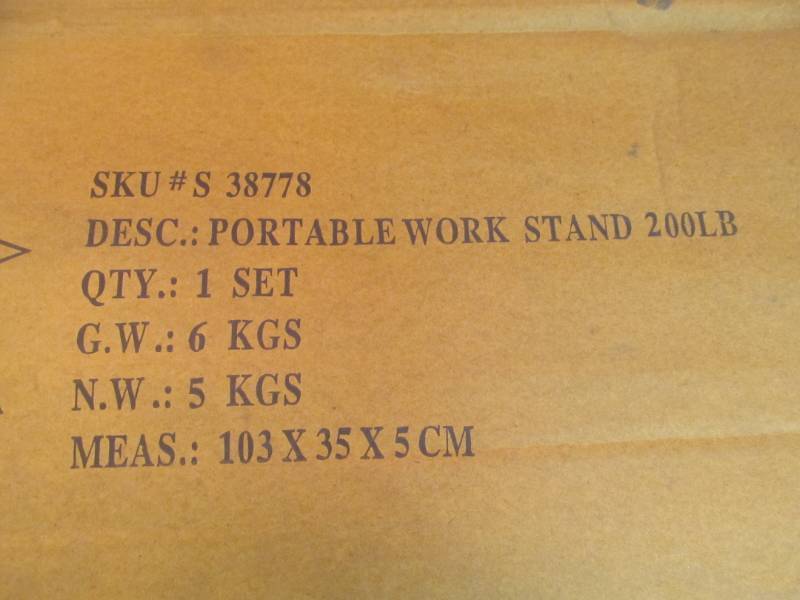 SKU # S 38778
DESC.: PORTABLE WORK STAND 200LB
QTY.: 1 SET
G.W.: 6 KGS
N.W.: 5 KGS
MEAS.: 103 X 35 X 5 CM